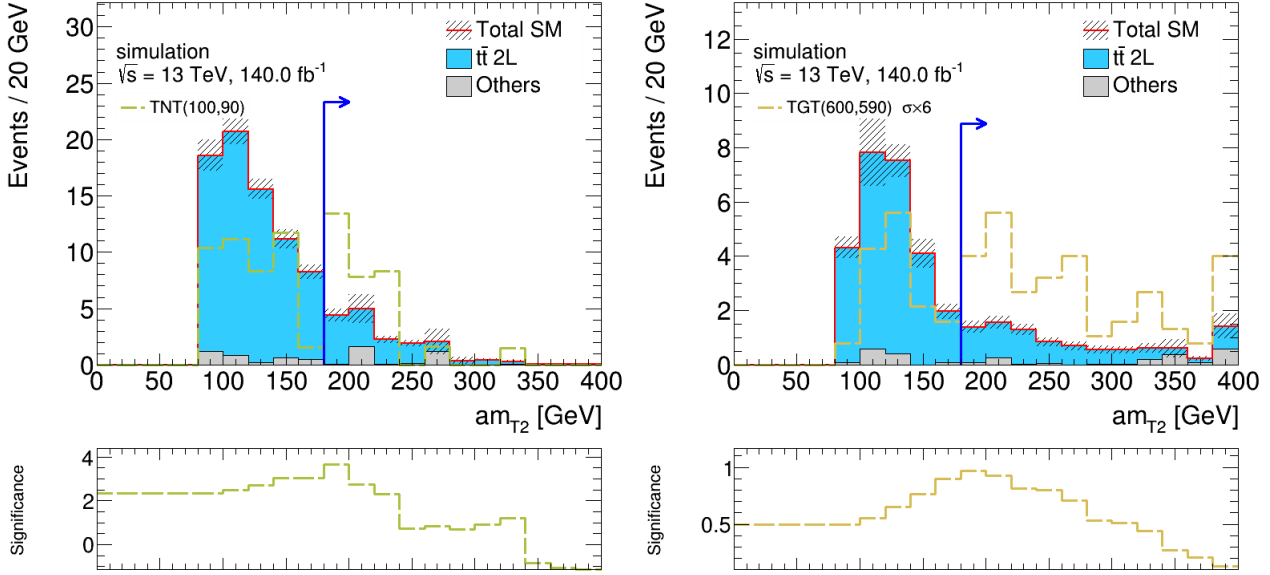 Events / 20 GeV
30
25
20
15
10
5
0
simulation
√s = 13 TeV, 140.0 fb⁻¹
TNT(100,90)
Total SM
tt̄ 2L
Others
0 50 100 150 200 250 300 350 400
am_T2 [GeV]
Significance
4
2
0
Events / 20 GeV
12
10
8
6
4
2
0
simulation
√s = 13 TeV, 140.0 fb⁻¹
TGT(600,590) σ×6
Total SM
tt̄ 2L
Others
0 50 100 150 200 250 300 350 400
am_T2 [GeV]
Significance
1
0.5